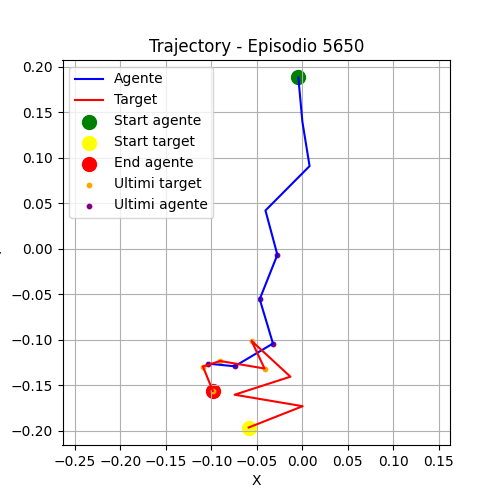 Trajectory - Episodio 5650
Agente
Target
Start agente
Start target
End agente
Ultimi target
Ultimi agente
0.20
0.15
0.10
0.05
0.00
−0.05
−0.10
−0.15
−0.20
−0.25 −0.20 −0.15 −0.10 −0.05 0.00 0.05 0.10 0.15
X